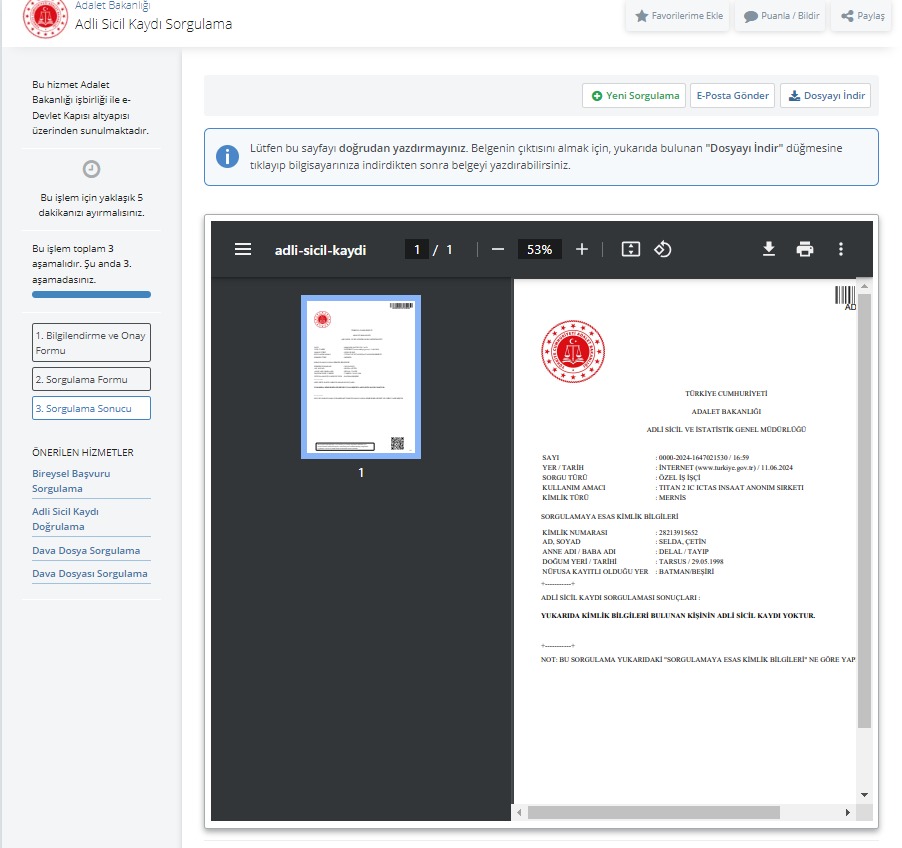 Adalet Bakanlığı
Adli Sicil Kaydı Sorgulama
Favorilerime Ekle
Puanla / Bildir
Paylaş
Bu hizmet Adalet
Bakanlığı işbirliği ile e-
Devlet Kapısı altyapısı
üzerinden sunulmaktadır.
Bu işlem için yaklaşık 5
dakikanızı ayırmalısınız.
Bu işlem toplam 3
aşamalıdır. Şu anda 3.
aşamadasınız.
1. Bilgilendirme ve Onay
Formu
2. Sorgulama Formu
3. Sorgulama Sonucu
ÖNERİLEN HİZMETLER
Bireysel Başvuru
Sorgulama
Adli Sicil Kaydı
Doğrulama
Dava Dosya Sorgulama
Dava Dosyası Sorgulama
Yeni Sorgulama
E-Posta Gönder
Dosyayı İndir
Lütfen bu sayfayı doğrudan yazdırmayınız. Belgenin çıktısını almak için, yukarıda bulunan "Dosyayı İndir" düğmesine
tıklayıp bilgisayarınıza indirdikten sonra belgeyi yazdırabilirsiniz.
adli-sicil-kaydi
1 / 1
53%
1
AD
TÜRKİYE CUMHURİYETİ
ADALET BAKANLIĞI
ADLİ SİCİL VE İSTATİSTİK GENEL MÜDÜRLÜĞÜ
SAYI : 0000-2024-1647021530 / 16:59
YER / TARİH : İNTERNET (www.turkiye.gov.tr) / 11.06.2024
SORGU TÜRÜ : ÖZEL İŞ İŞÇİ
KULLANIM AMACI : TITAN 2 IC ICTAS INSAAT ANONIM SIRKETI
KİMLİK TÜRÜ : MERNİS
SORGULAMAYA ESAS KİMLİK BİLGİLERİ
KİMLİK NUMARASI : 28213915652
AD, SOYAD : SELDA, ÇETİN
ANNE ADI / BABA ADI : DELAL / TAYIP
DOĞUM YERİ / TARİHİ : TARSUS / 29.05.1998
NÜFUSA KAYITLI OLDUĞU YER : BATMAN/BEŞİRİ
+-----------+
ADLİ SİCİL KAYDI SORGULAMASI SONUÇLARI :
YUKARIDA KİMLİK BİLGİLERİ BULUNAN KİŞİNİN ADLİ SİCİL KAYDI YOKTUR.
+-----------+
NOT: BU SORGULAMA YUKARIDAKİ "SORGULAMAYA ESAS KİMLİK BİLGİLERİ" NE GÖRE YAP